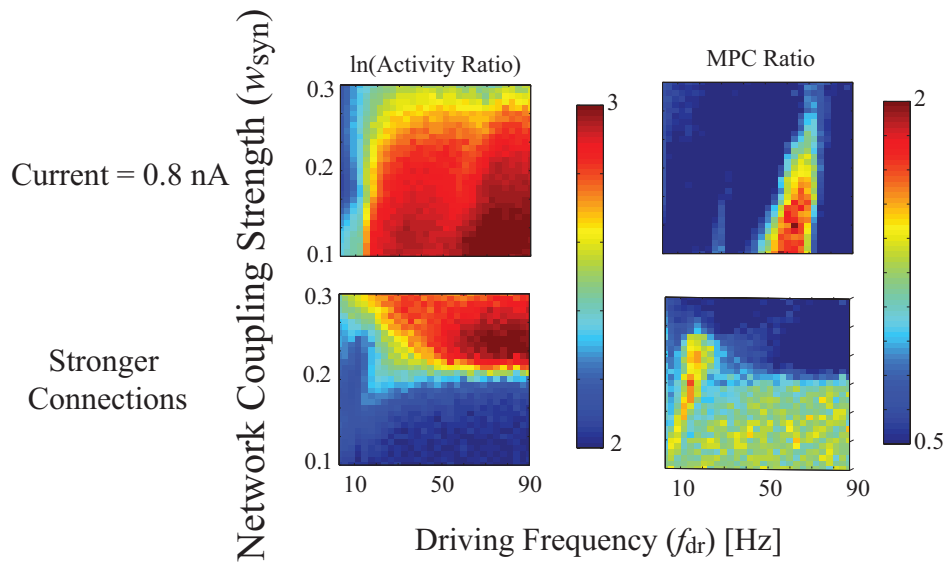 ln(Activity Ratio)
MPC Ratio
Network Coupling Strength (wsyn)
Current = 0.8 nA
0.3
0.2
0.1
3
2
2
0.5
Stronger
Connections
0.3
0.2
0.1
10
50
90
10
50
90
Driving Frequency (fdr) [Hz]